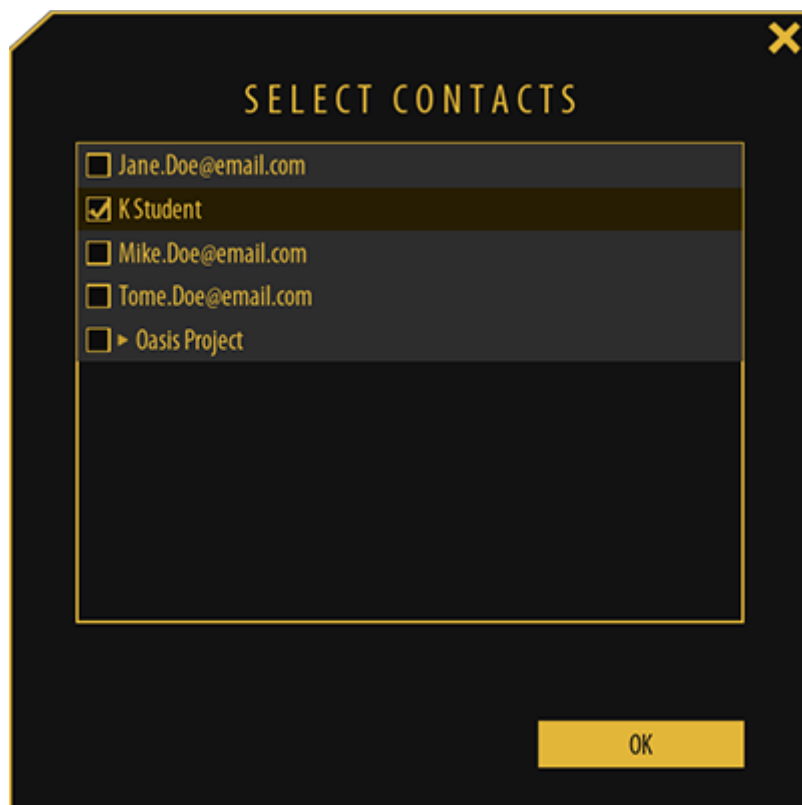 SELECT CONTACTS
Jane.Doe@email.com
K Student
Mike.Doe@email.com
Tome.Doe@email.com
Oasis Project
OK